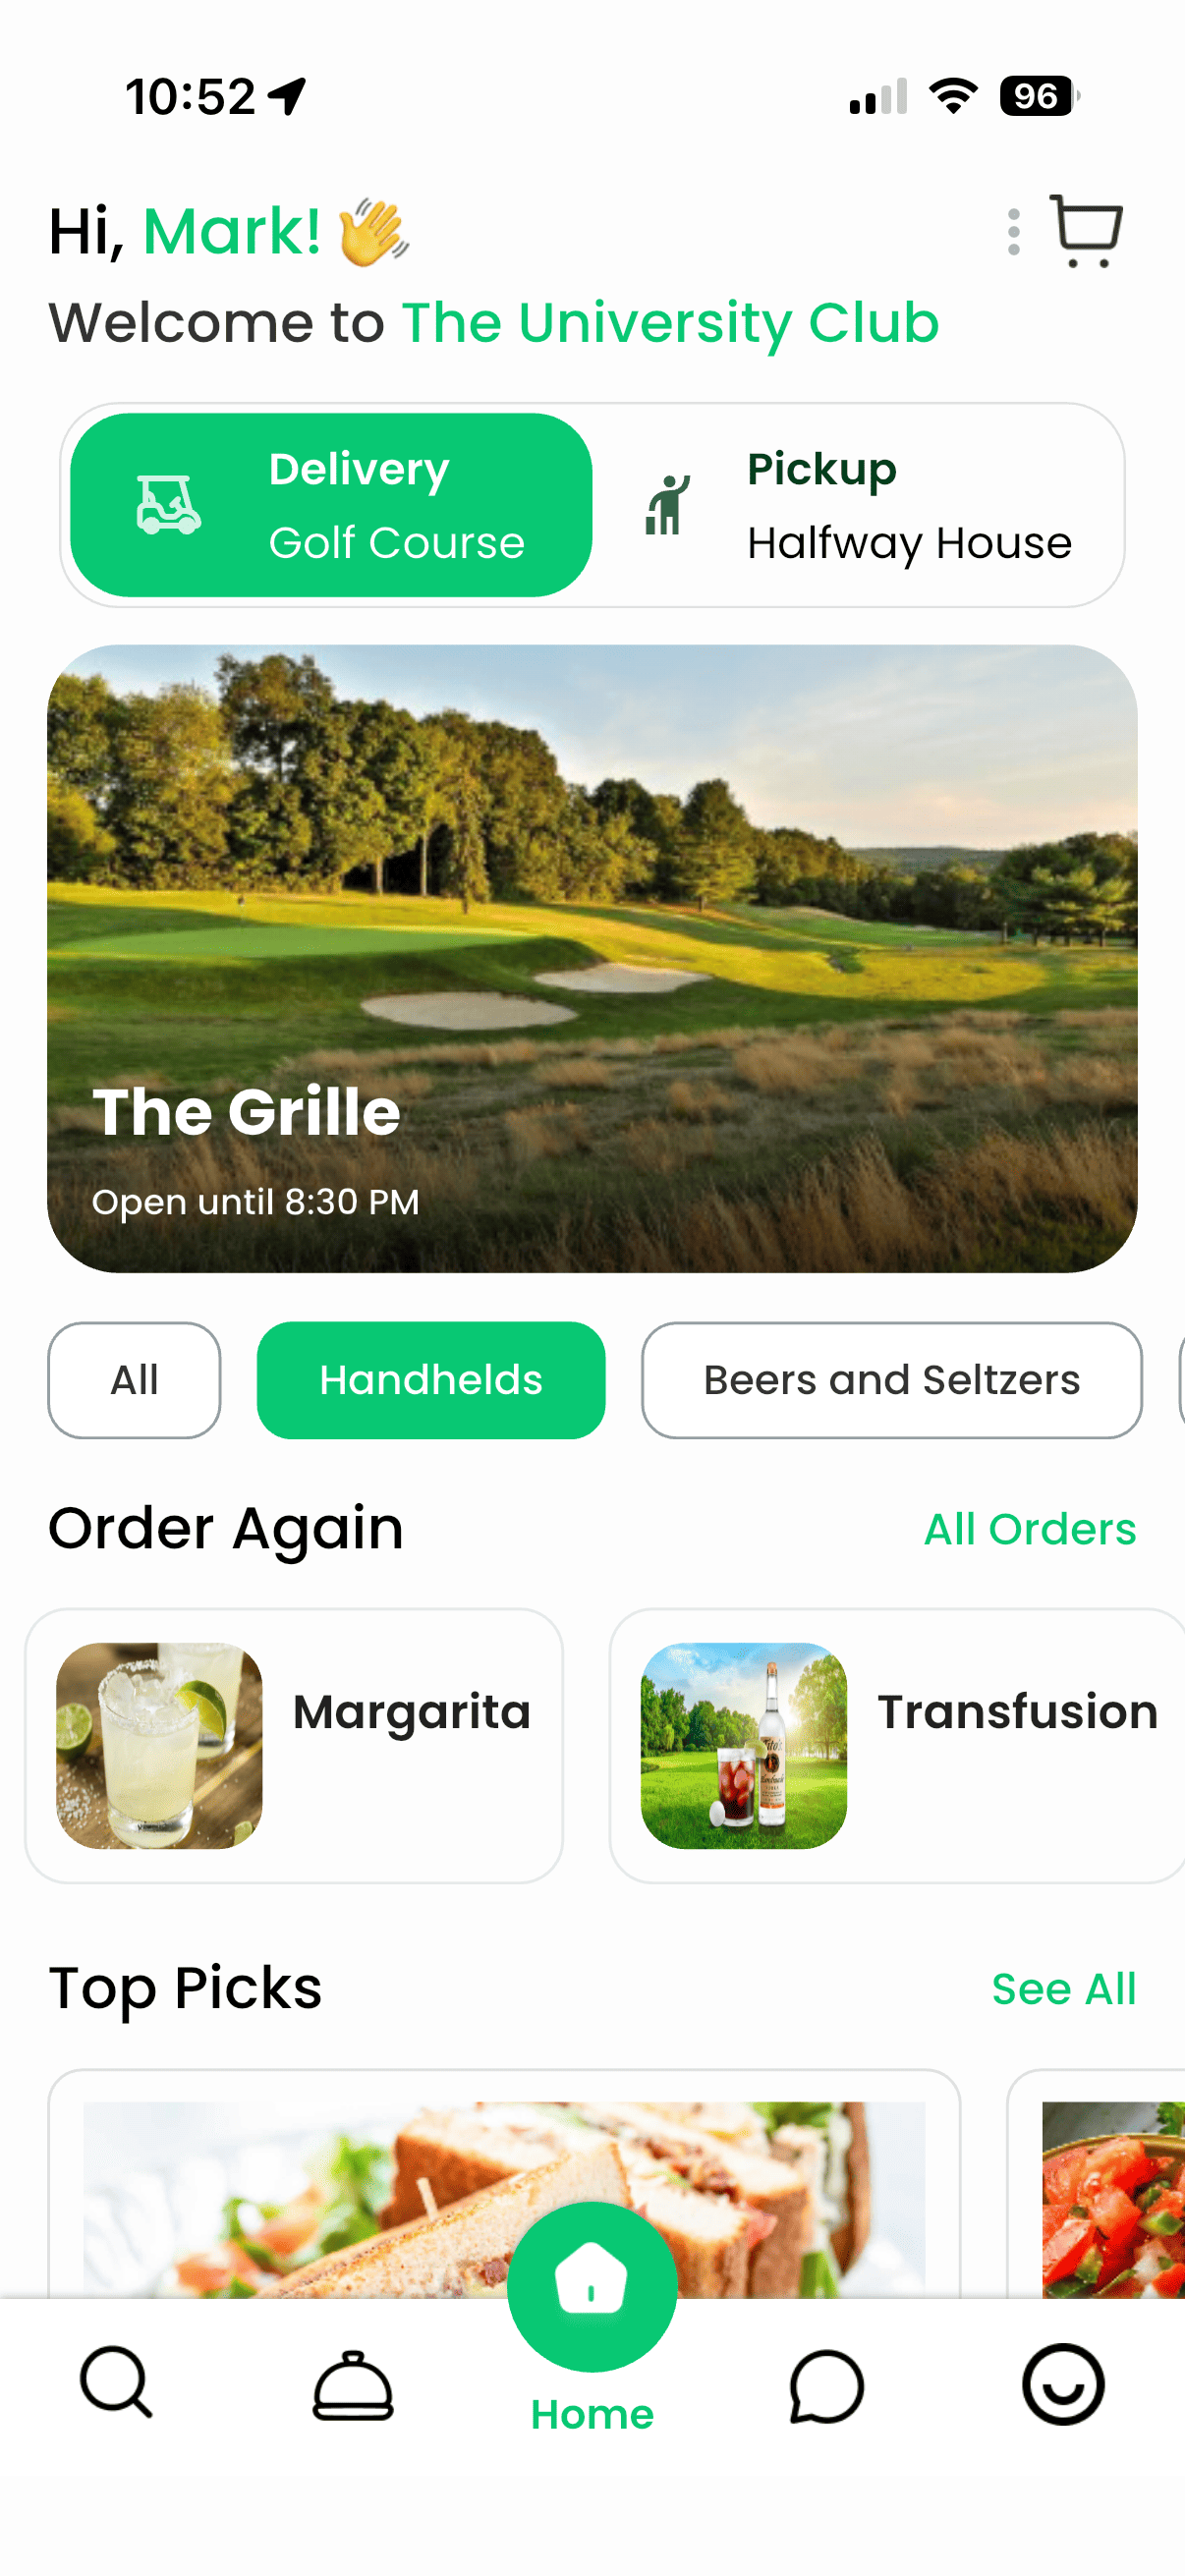 10:52
96
Hi, Mark! 👋
Welcome to The University Club
Delivery
Golf Course
Pickup
Halfway House
The Grille
Open until 8:30 PM
All
Handhelds
Beers and Seltzers
Order Again
All Orders
Margarita
Transfusion
Tito's
Top Picks
See All
Home